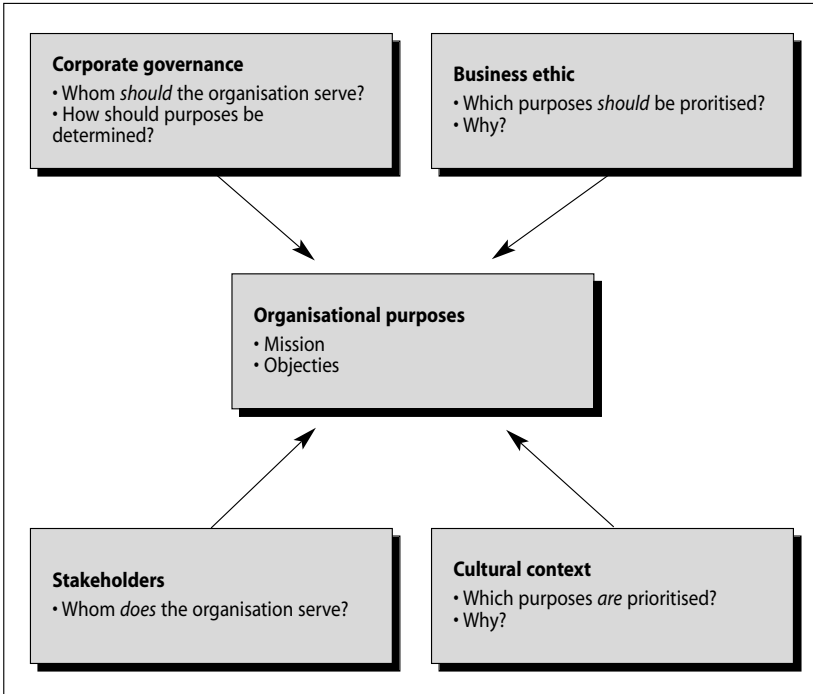 Corporate governance
• Whom should the organisation serve?
• How should purposes be
determined?
Business ethic
• Which purposes should be proritised?
• Why?
Organisational purposes
• Mission
• Objecties
Stakeholders
• Whom does the organisation serve?
Cultural context
• Which purposes are prioritised?
• Why?